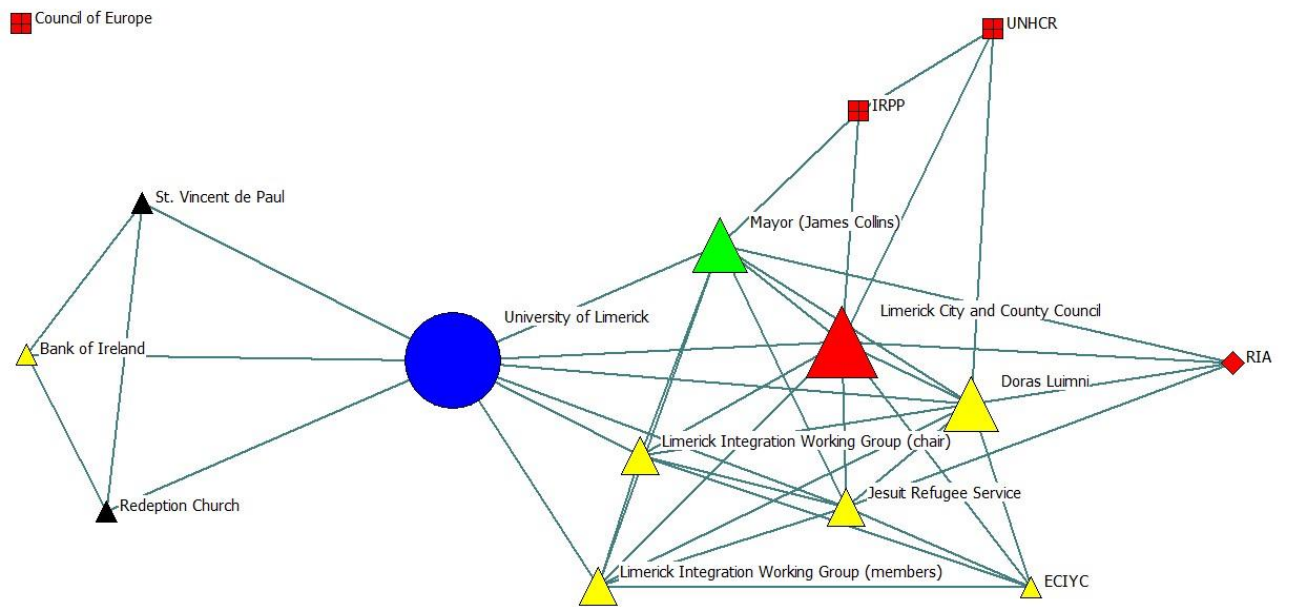 Council of Europe
UNHCR
IRPP
St. Vincent de Paul
Mayor (James Collins)
Limerick City and County Council
University of Limerick
Bank of Ireland
RIA
Doras Luimni
Limerick Integration Working Group (chair)
Jesuit Refugee Service
Redeption Church
Limerick Integration Working Group (members)
ECIYC